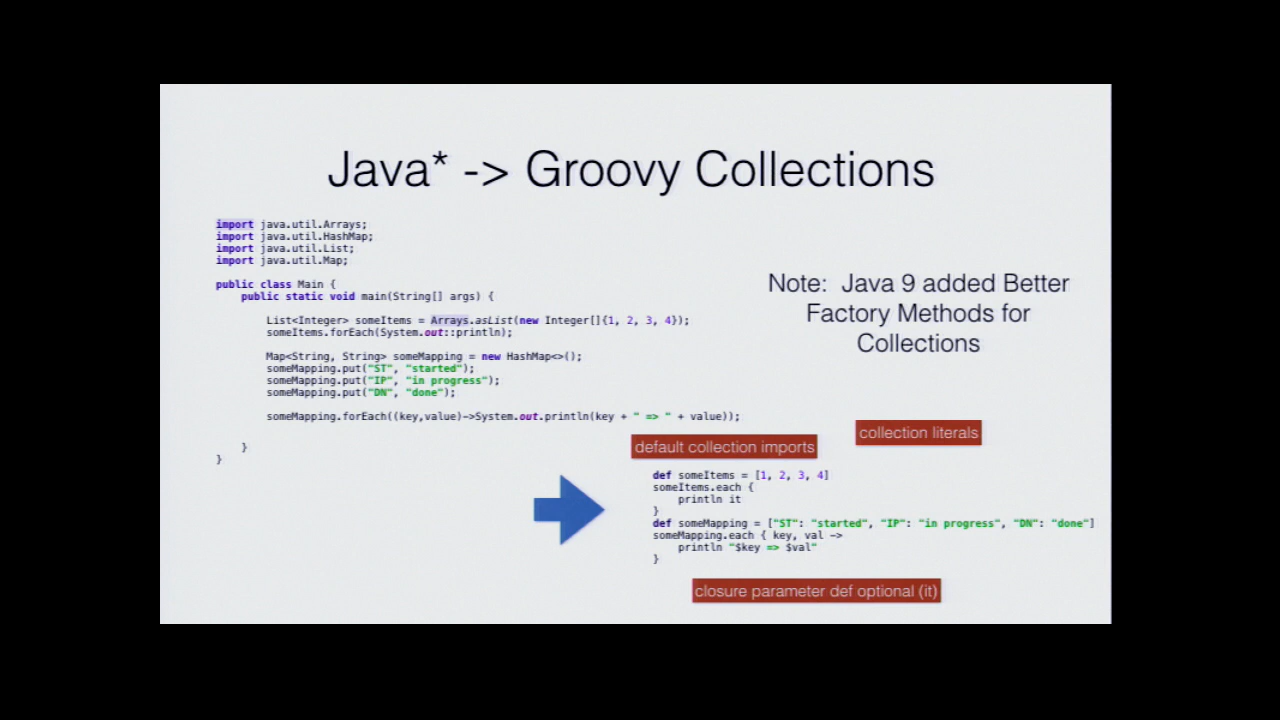 Java* -> Groovy Collections
import java.util.Arrays;
import java.util.HashMap;
import java.util.List;
import java.util.Map;
public class Main {
public static void main(String[] args) {
List<Integer> someItems = Arrays.asList(new Integer[]{1, 2, 3, 4});
someItems.forEach(System.out::println);
Map<String, String> someMapping = new HashMap<>();
someMapping.put("ST", "started");
someMapping.put("IP", "in progress");
someMapping.put("DN", "done");
someMapping.forEach((key,value)->System.out.println(key + " => " + value));
}
}
Note: Java 9 added Better
Factory Methods for
Collections
collection literals
default collection imports
def someItems = [1, 2, 3, 4]
someItems.each {
println it
}
def someMapping = ["ST": "started", "IP": "in progress", "DN": "done"]
someMapping.each { key, val ->
println "$key => $val"
}
closure parameter def optional (it)